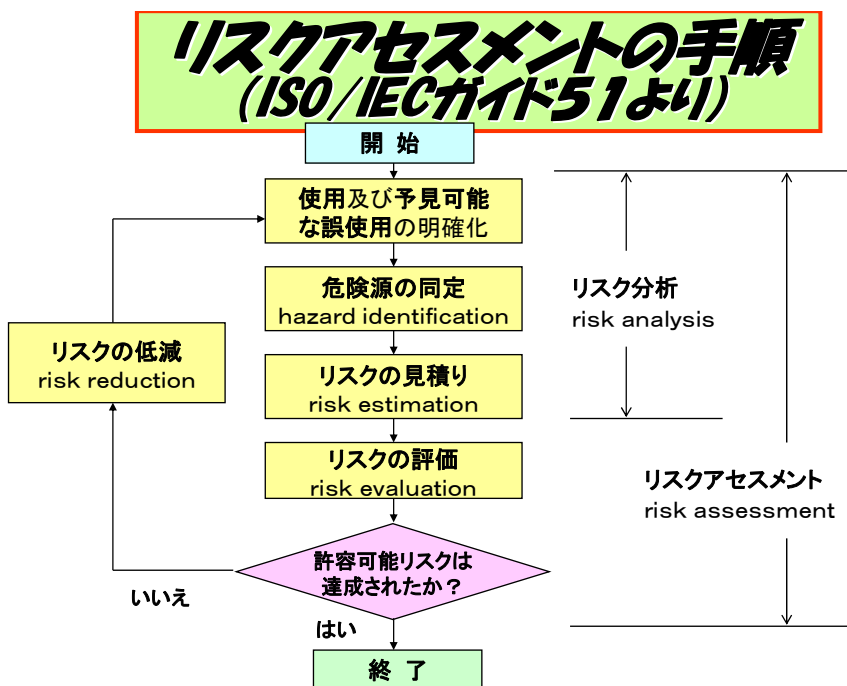 リスクアセスメントの手順
(ISO/IECガイド51より)
開 始
使用及び予見可能
な誤使用の明確化
危険源の同定
hazard identification
リスク分析
risk analysis
リスクの低減
risk reduction
リスクの見積り
risk estimation
リスクの評価
risk evaluation
リスクアセスメント
risk assessment
許容可能リスクは
達成されたか？
いいえ
はい
終 了